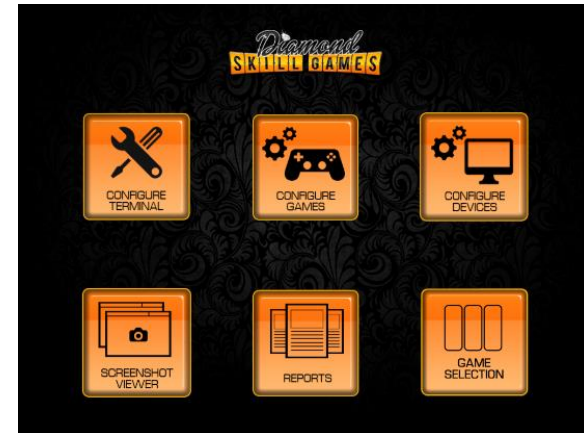 Diamond
SKILL GAMES
CONFIGURE
TERMINAL
CONFIGURE
GAMES
CONFIGURE
DEVICES
SCREENSHOT
VIEWER
REPORTS
GAME
SELECTION